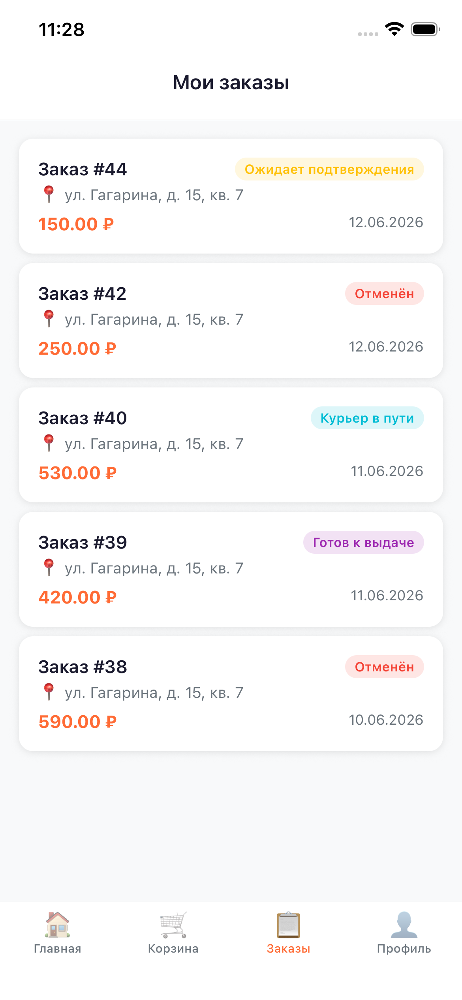 11:28
Мои заказы
Заказ #44
Ожидает подтверждения
ул. Гагарина, д. 15, кв. 7
150.00 ₽
12.06.2026
Заказ #42
Отменён
ул. Гагарина, д. 15, кв. 7
250.00 ₽
12.06.2026
Заказ #40
Курьер в пути
ул. Гагарина, д. 15, кв. 7
530.00 ₽
11.06.2026
Заказ #39
Готов к выдаче
ул. Гагарина, д. 15, кв. 7
420.00 ₽
11.06.2026
Заказ #38
Отменён
ул. Гагарина, д. 15, кв. 7
590.00 ₽
10.06.2026
Главная
Корзина
Заказы
Профиль